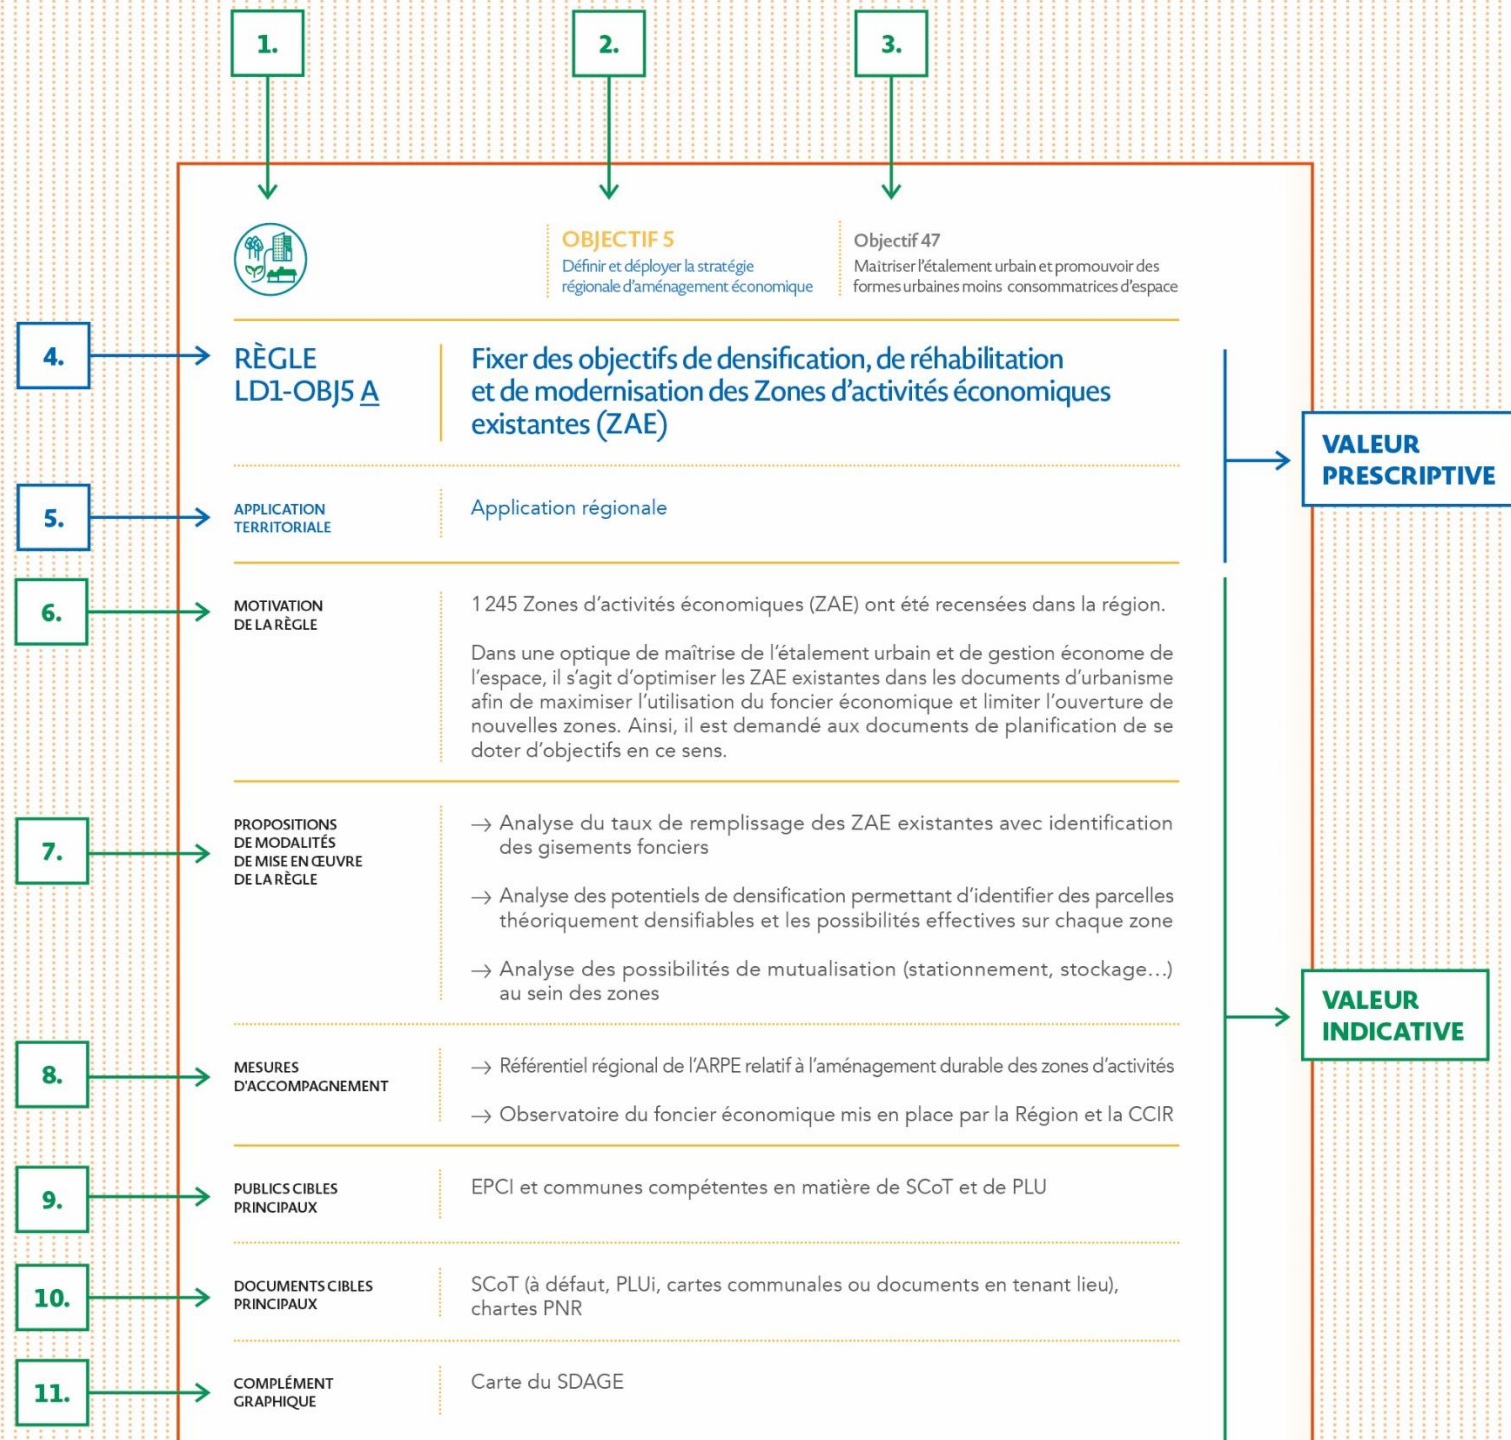 1.
2.
3.
OBJECTIF 5
Définir et déployer la stratégie
régionale d'aménagement économique
Objectif 47
Maîtriser l'étalement urbain et promouvoir des
formes urbaines moins consommatrices d'espace
4.
RÈGLE
LD1-OBJ5 A
Fixer des objectifs de densification, de réhabilitation
et de modernisation des Zones d'activités économiques
existantes (ZAE)
VALEUR
PRESCRIPTIVE
5.
APPLICATION
TERRITORIALE
Application régionale
6.
MOTIVATION
DE LA RÈGLE
1 245 Zones d'activités économiques (ZAE) ont été recensées dans la région.
Dans une optique de maîtrise de l'étalement urbain et de gestion économe de
l'espace, il s'agit d'optimiser les ZAE existantes dans les documents d'urbanisme
afin de maximiser l'utilisation du foncier économique et limiter l'ouverture de
nouvelles zones. Ainsi, il est demandé aux documents de planification de se
doter d'objectifs en ce sens.
7.
PROPOSITIONS
DE MODALITÉS
DE MISE EN ŒUVRE
DE LA RÈGLE
→ Analyse du taux de remplissage des ZAE existantes avec identification
des gisements fonciers
→ Analyse des potentiels de densification permettant d'identifier des parcelles
théoriquement densifiables et les possibilités effectives sur chaque zone
→ Analyse des possibilités de mutualisation (stationnement, stockage…)
au sein des zones
VALEUR
INDICATIVE
8.
MESURES
D'ACCOMPAGNEMENT
→ Référentiel régional de l'ARPE relatif à l'aménagement durable des zones d'activités
→ Observatoire du foncier économique mis en place par la Région et la CCIR
9.
PUBLICS CIBLES
PRINCIPAUX
EPCI et communes compétentes en matière de SCoT et de PLU
10.
DOCUMENTS CIBLES
PRINCIPAUX
SCoT (à défaut, PLUi, cartes communales ou documents en tenant lieu),
chartes PNR
11.
COMPLÉMENT
GRAPHIQUE
Carte du SDAGE